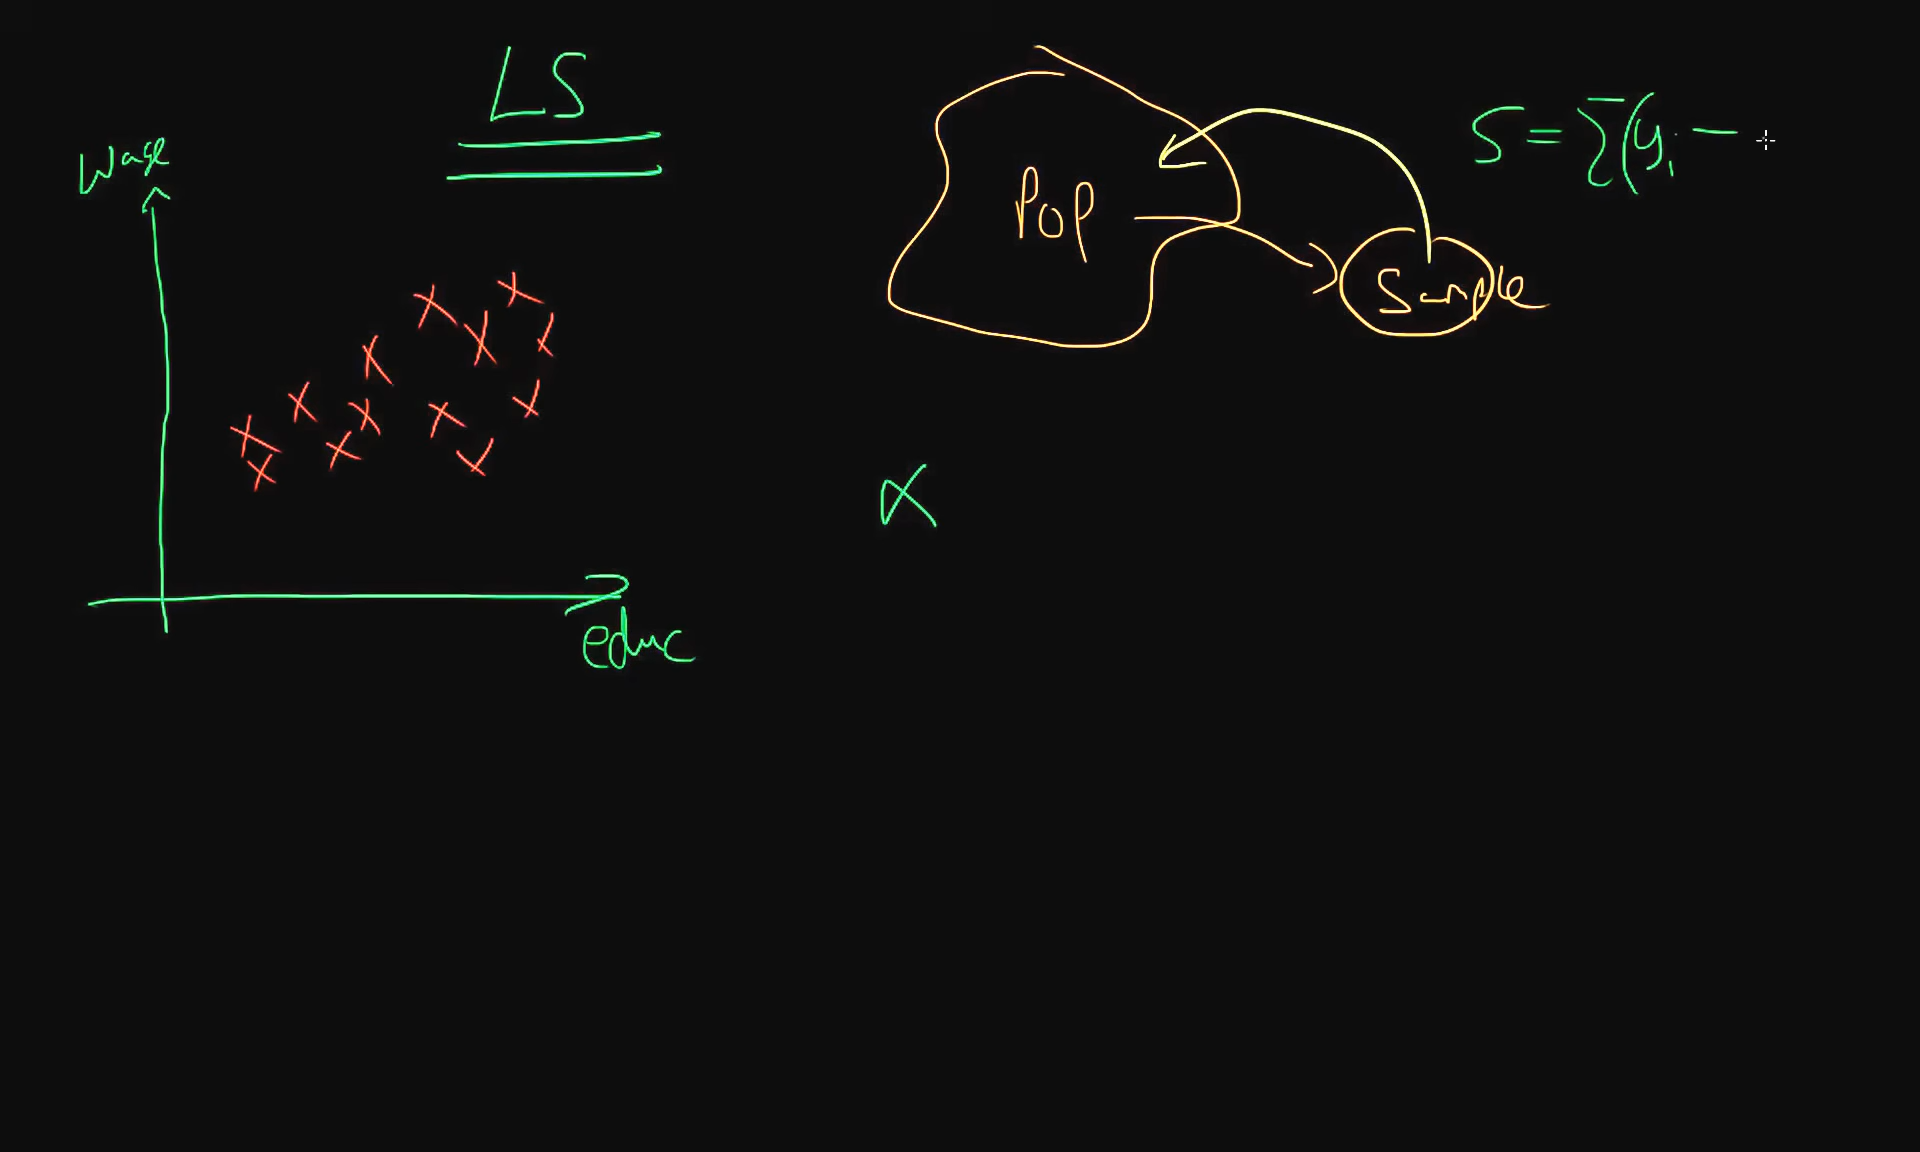 LS
Wage
Pop
S = Σ(yᵢ −
Sample
α
educ